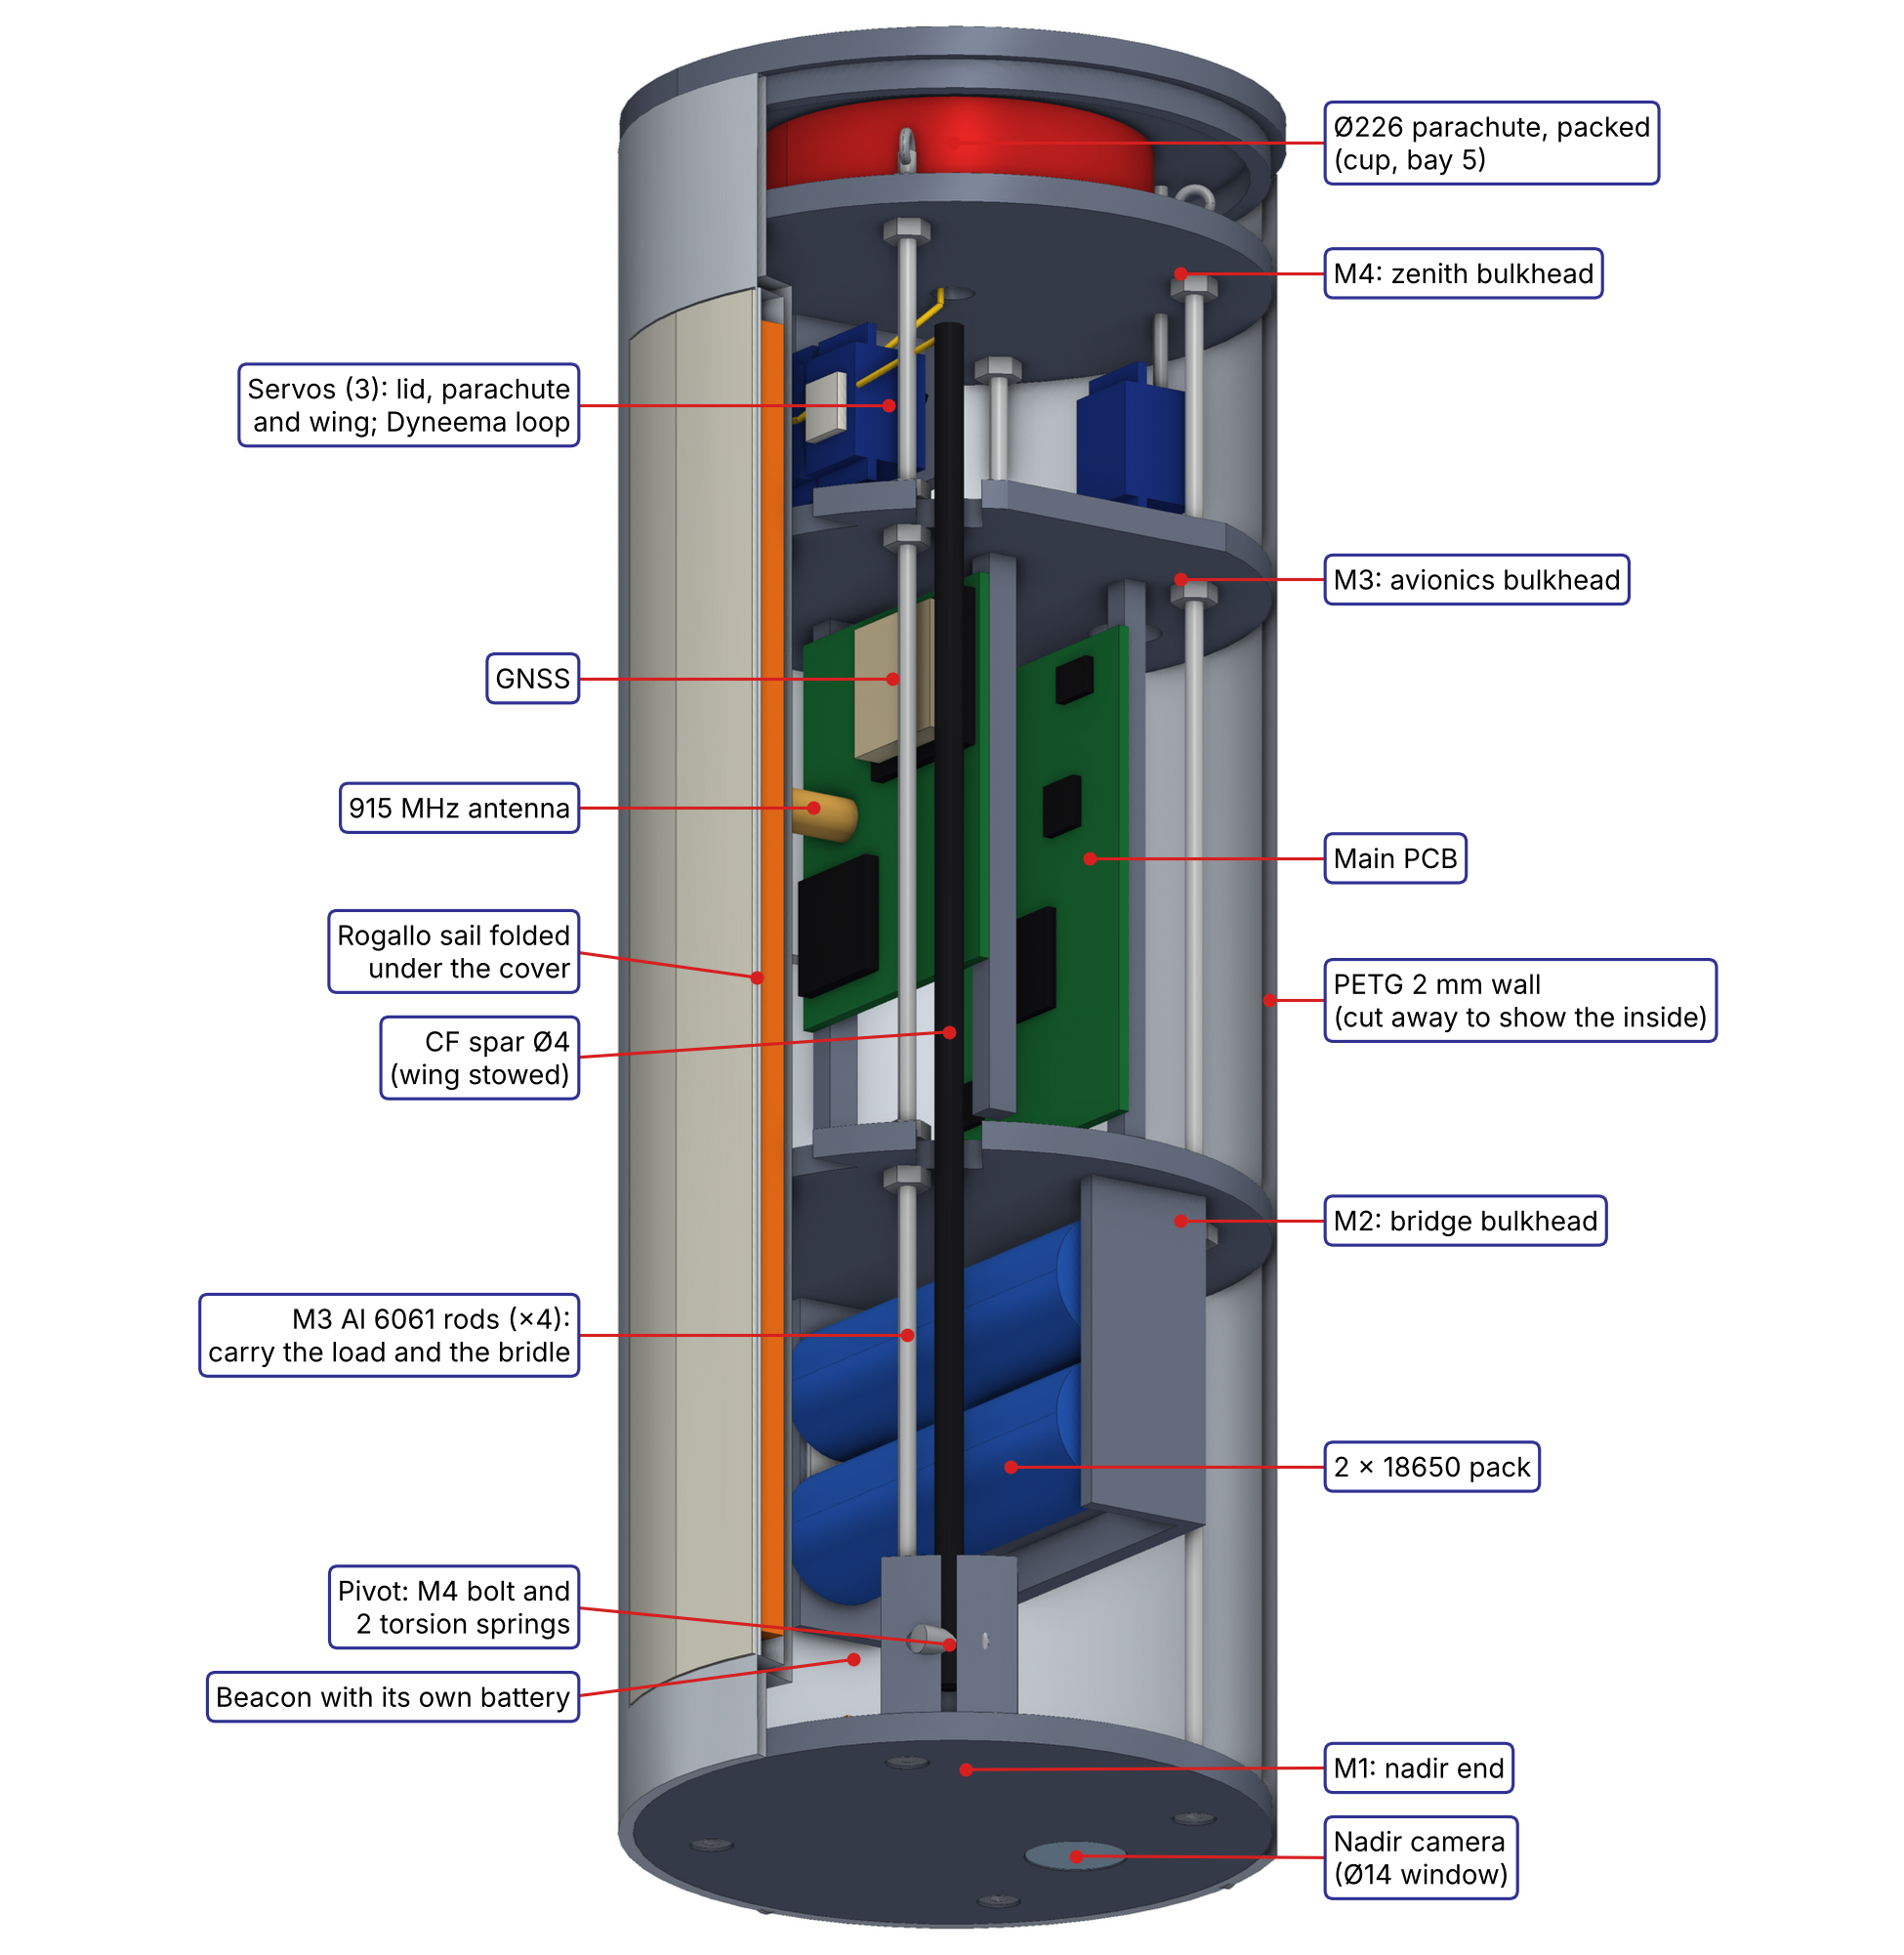 Ø226 parachute, packed
(cup, bay 5)
M4: zenith bulkhead
Servos (3): lid, parachute
and wing; Dyneema loop
M3: avionics bulkhead
GNSS
915 MHz antenna
Main PCB
Rogallo sail folded
under the cover
PETG 2 mm wall
(cut away to show the inside)
CF spar Ø4
(wing stowed)
M2: bridge bulkhead
M3 Al 6061 rods (×4):
carry the load and the bridle
2 × 18650 pack
Pivot: M4 bolt and
2 torsion springs
Beacon with its own battery
M1: nadir end
Nadir camera
(Ø14 window)